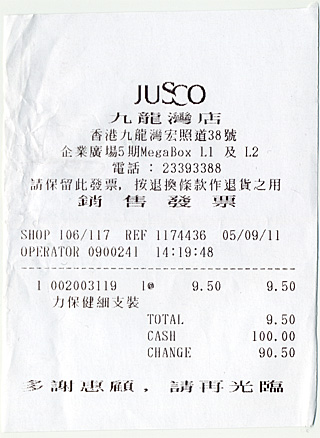 JUSCO
九龍灣店
香港九龍灣宏照道38號
企業廣場5期MegaBox L1 及 L2
電話：23393388
請保留此發票，按退換條款作退貨之用
銷售發票
SHOP 106/117 REF 1174436 05/09/11
OPERATOR 0900241 14:19:48
1 002003119 1@ 9.50 9.50
力保健細支裝
TOTAL 9.50
CASH 100.00
CHANGE 90.50
多謝惠顧，請再光臨